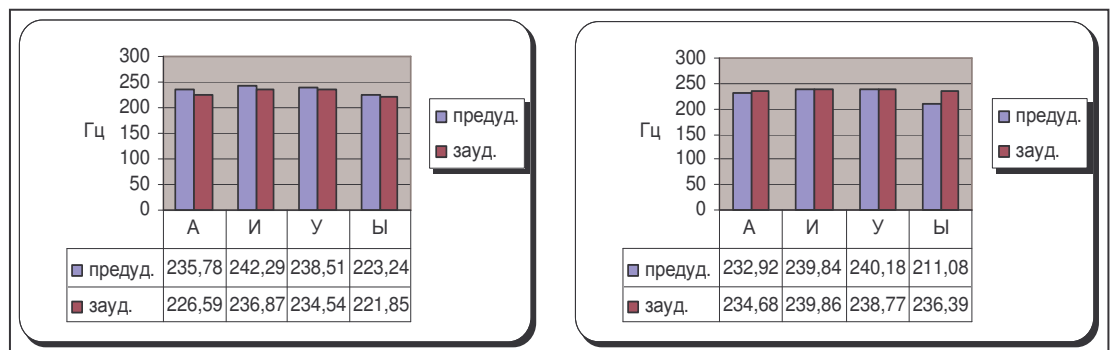 300
250
200
150
100
50
0
Гц
А И У Ы
предуд. 235,78 242,29 238,51 223,24
зауд. 226,59 236,87 234,54 221,85
предуд.
зауд.
300
250
200
150
100
50
0
Гц
А И У Ы
предуд. 232,92 239,84 240,18 211,08
зауд. 234,68 239,86 238,77 236,39
предуд.
зауд.